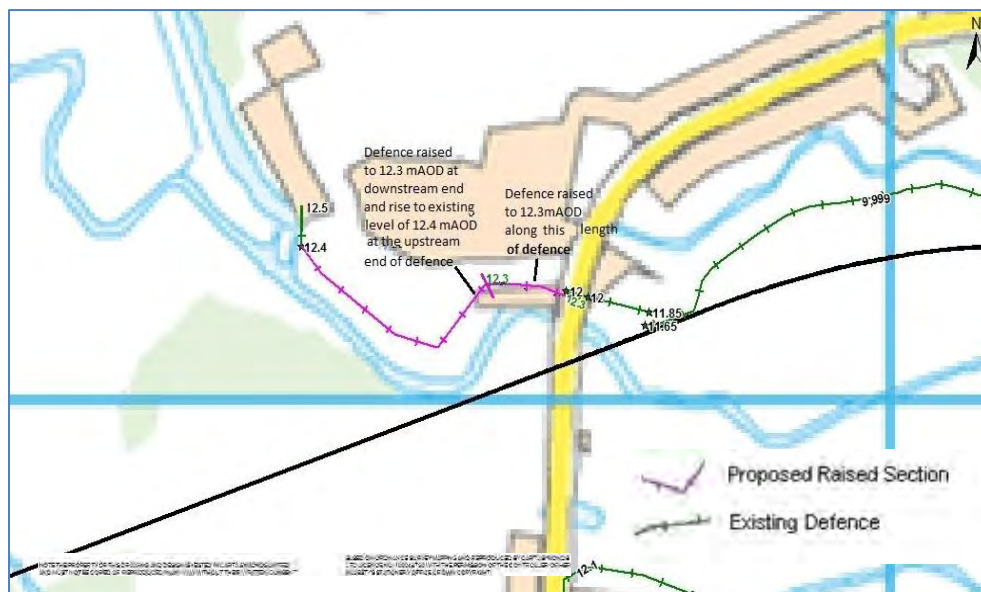 N
Defence raised
to 12.3 mAOD at
downstream end
and rise to existing
level of 12.4 mAOD
at the upstream
end of defence
Defence raised
to 12.3mAOD
along this length
of defence
12.5
12.4
12.3
12
12.3
12
11.85
11.65
9.999
Proposed Raised Section
Existing Defence
12.1